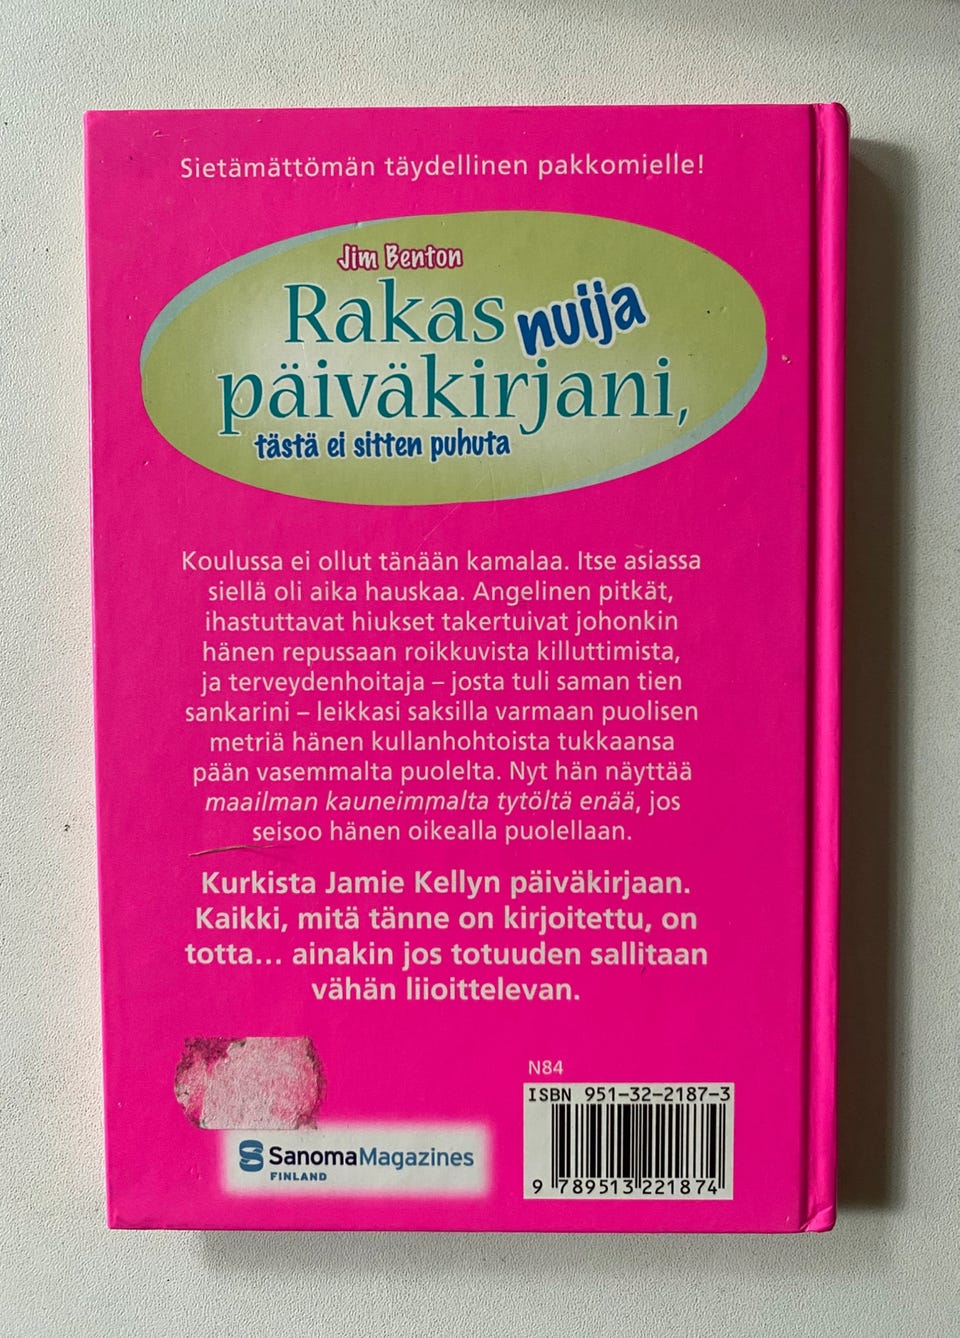 Sietämättömän täydellinen pakkomielle!
Jim Benton
Rakas nuija
päiväkirjani,
tästä ei sitten puhuta
Koulussa ei ollut tänään kamalaa. Itse asiassa
siellä oli aika hauskaa. Angelinen pitkät,
ihastuttavat hiukset takertuivat johonkin
hänen repussaan roikkuvista killuttimista,
ja terveydenhoitaja – josta tuli saman tien
sankarini – leikkasi saksilla varmaan puolisen
metriä hänen kullanhohtoista tukkaansa
pään vasemmalta puolelta. Nyt hän näyttää
maailman kauneimmalta tytöltä enää, jos
seisoo hänen oikealla puolellaan.
Kurkista Jamie Kellyn päiväkirjaan.
Kaikki, mitä tänne on kirjoitettu, on
totta... ainakin jos totuuden sallitaan
vähän liioittelevan.
N84
ISBN 951-32-2187-3
9 789513 221874
SanomaMagazines
FINLAND